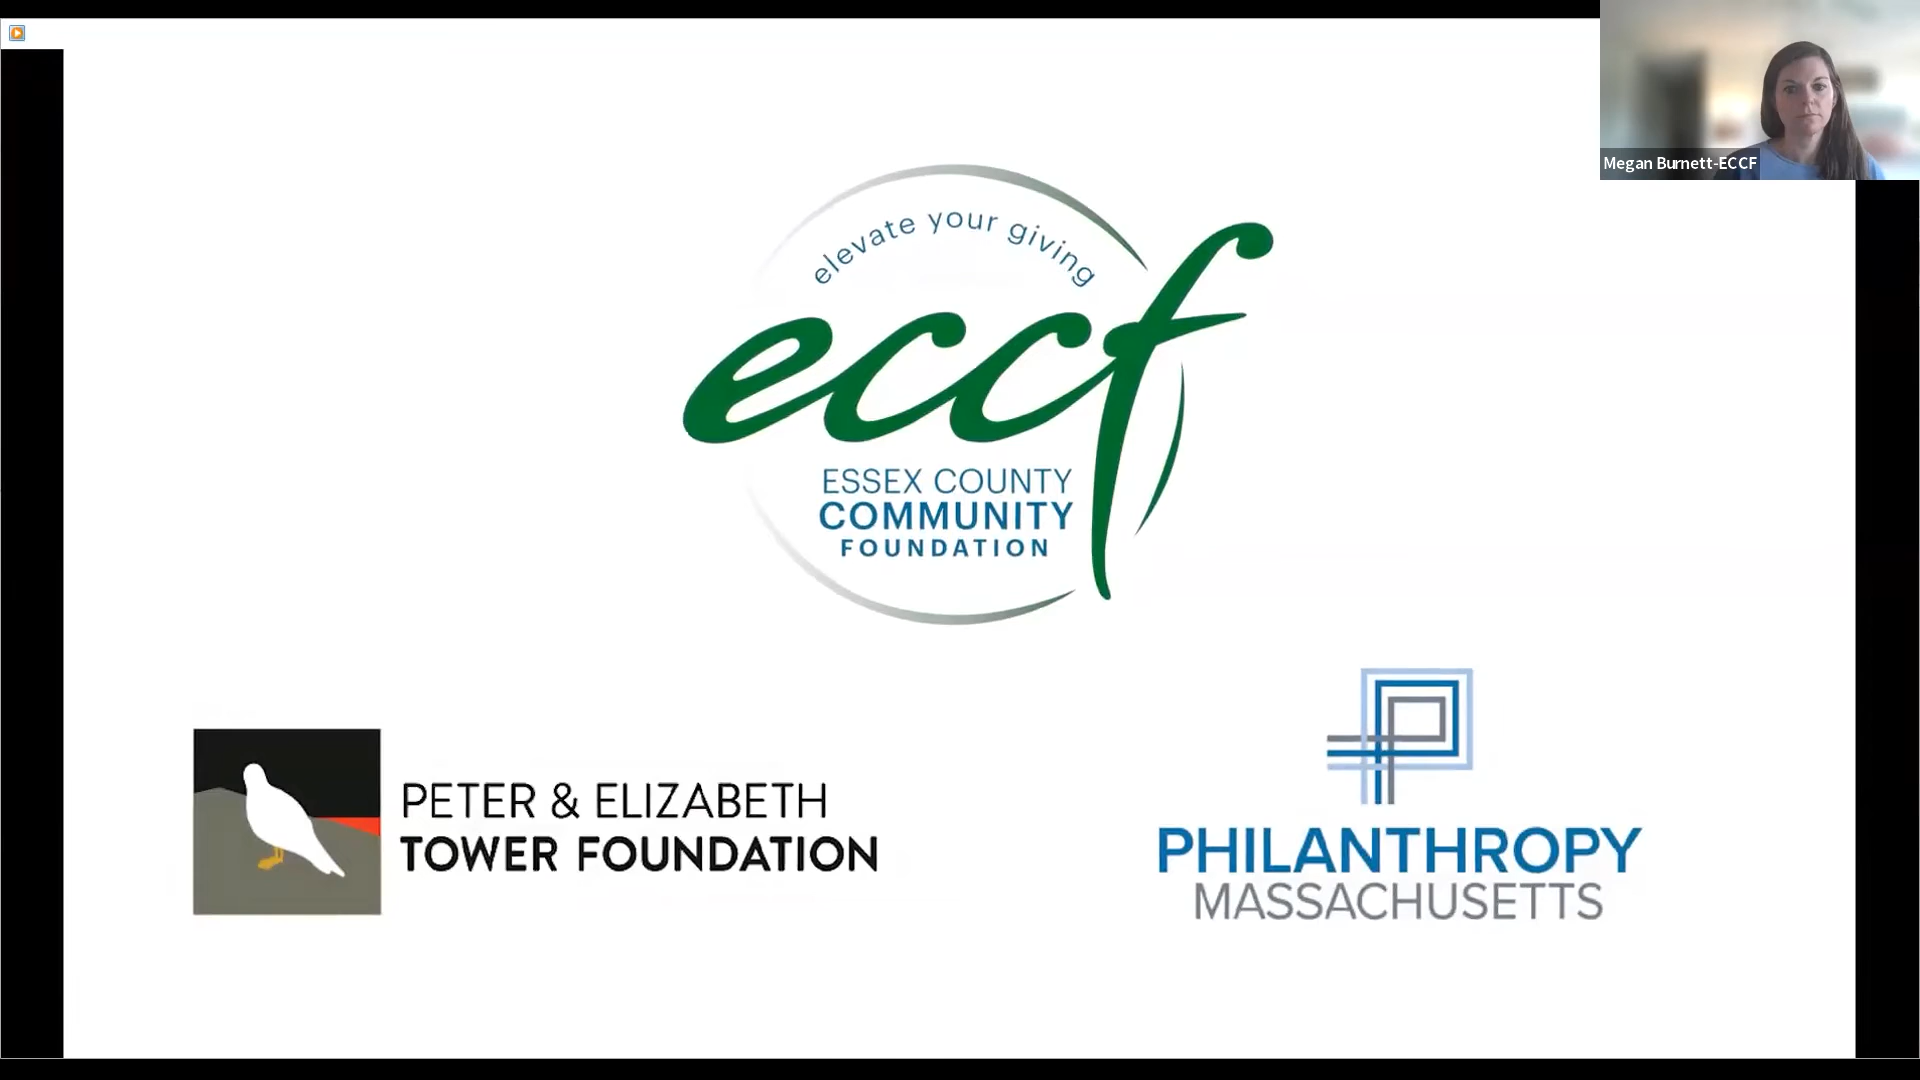 Megan Burnett-ECCF
elevate your giving
eccf
ESSEX COUNTY
COMMUNITY
FOUNDATION
PETER & ELIZABETH
TOWER FOUNDATION
PHILANTHROPY
MASSACHUSETTS